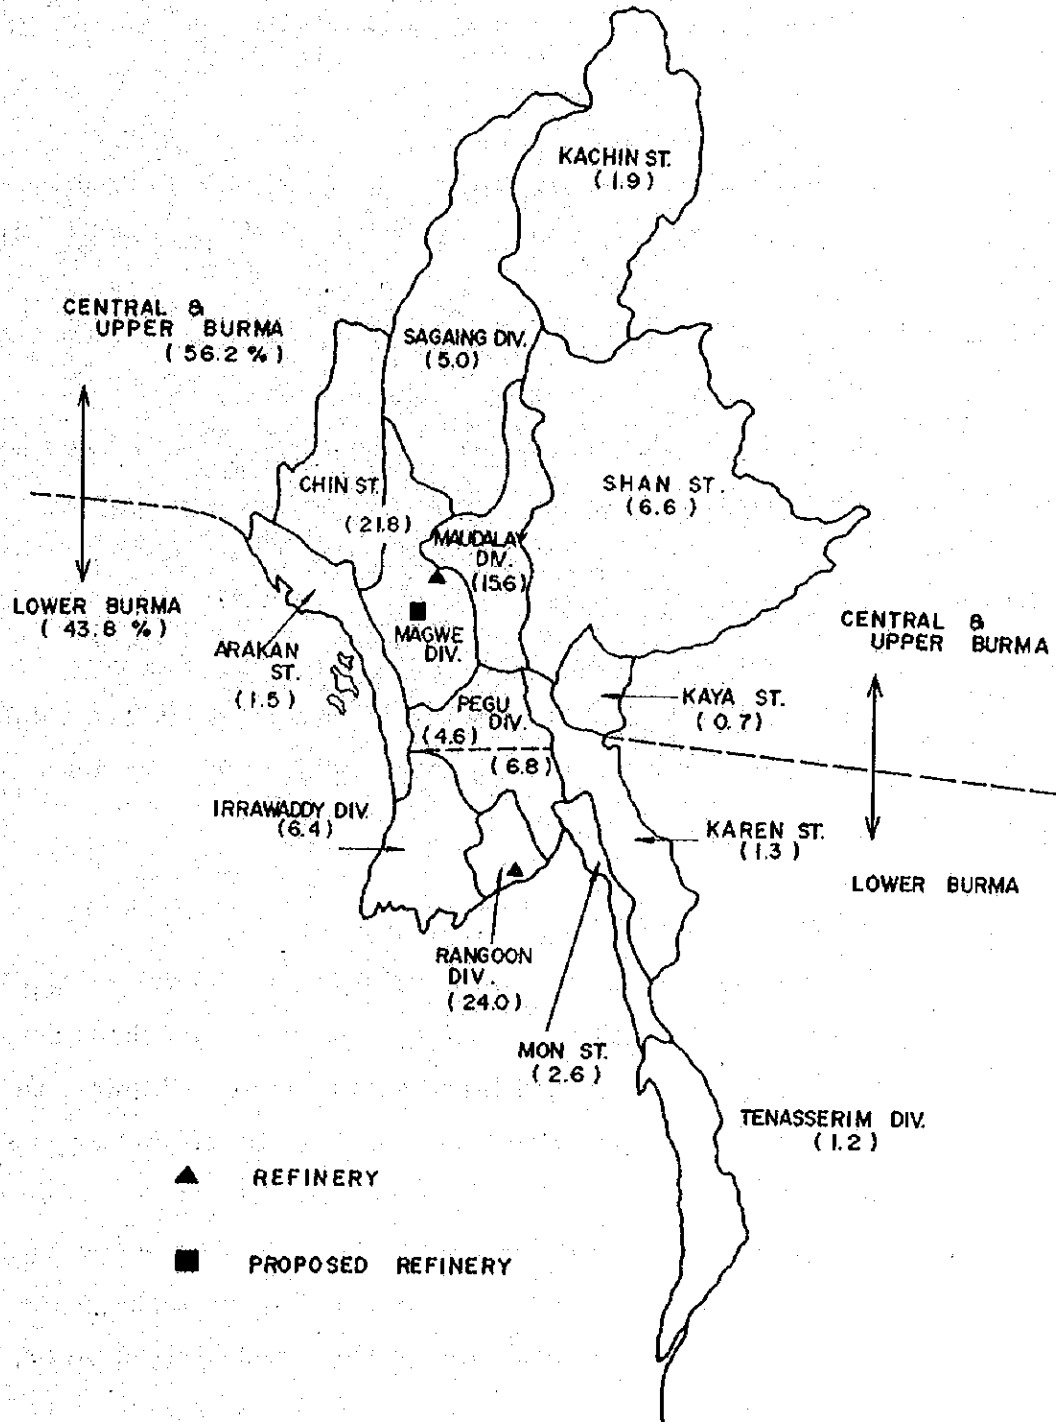 KACHIN ST.
(1.9)
CENTRAL &
UPPER BURMA
(56.2 %)
SAGAING DIV.
(5.0)
CHIN ST.
(21.8)
SHAN ST.
(6.6)
MAUDALAY
DIV.
(15.6)
LOWER BURMA
(43.8 %)
ARAKAN
ST.
(1.5)
MAGWE
DIV.
CENTRAL &
UPPER BURMA
PEGU
DIV.
(4.6)
(6.8)
KAYA ST.
(0.7)
IRRAWADDY DIV.
(6.4)
KAREN ST.
(1.3)
LOWER BURMA
RANGOON
DIV.
(24.0)
MON ST.
(2.6)
TENASSERIM DIV.
(1.2)
REFINERY
PROPOSED REFINERY